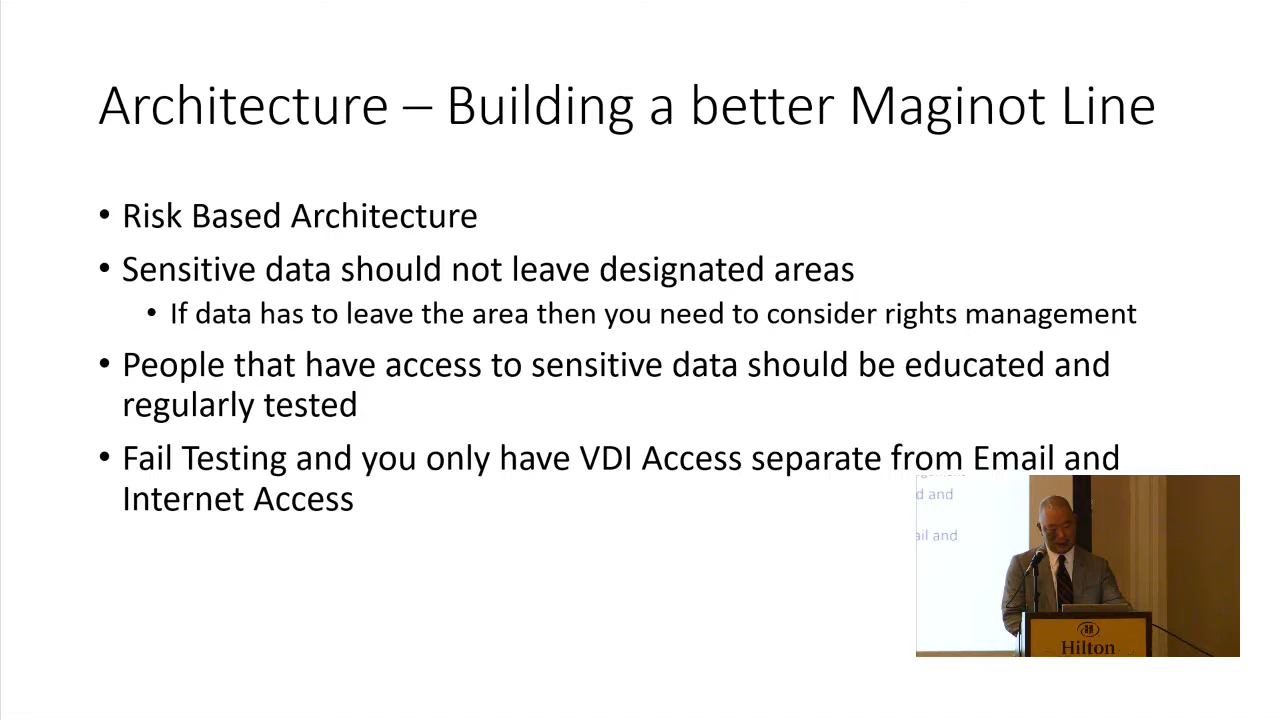 Architecture – Building a better Maginot Line
• Risk Based Architecture
• Sensitive data should not leave designated areas
• If data has to leave the area then you need to consider rights management
• People that have access to sensitive data should be educated and
regularly tested
• Fail Testing and you only have VDI Access separate from Email and
Internet Access
d and
ail and
Hilton